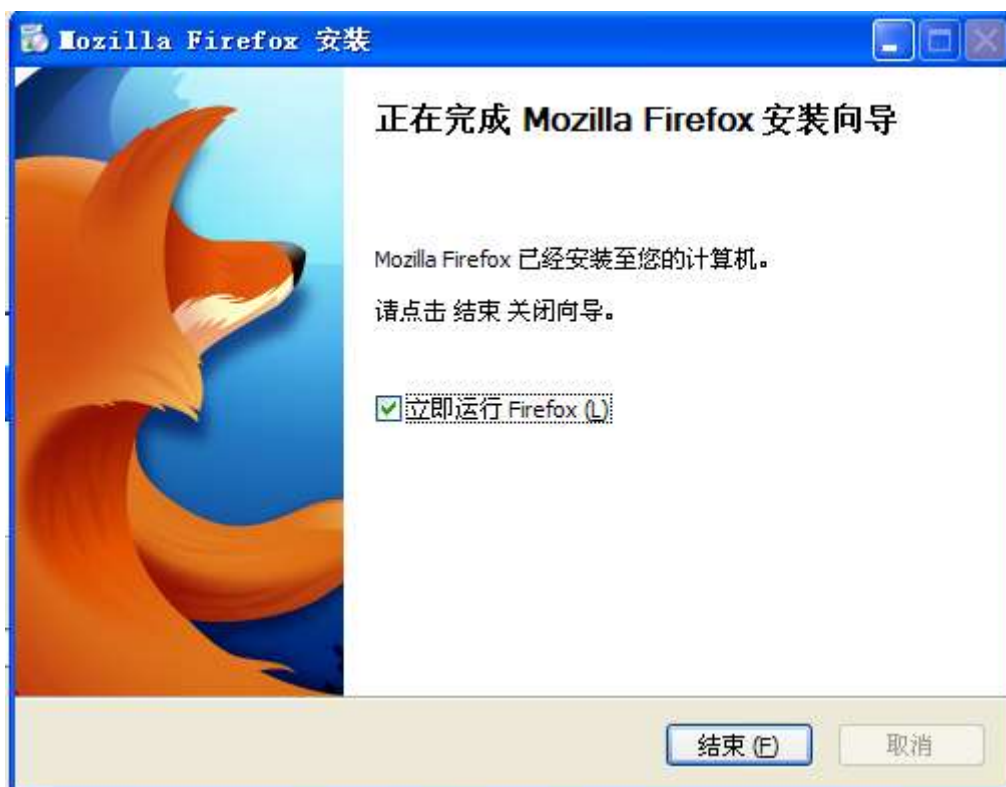 Mozilla Firefox 安装
正在完成 Mozilla Firefox 安装向导
Mozilla Firefox 已经安装至您的计算机。
请点击 结束 关闭向导。
立即运行 Firefox (L)
结束 (F)
取消